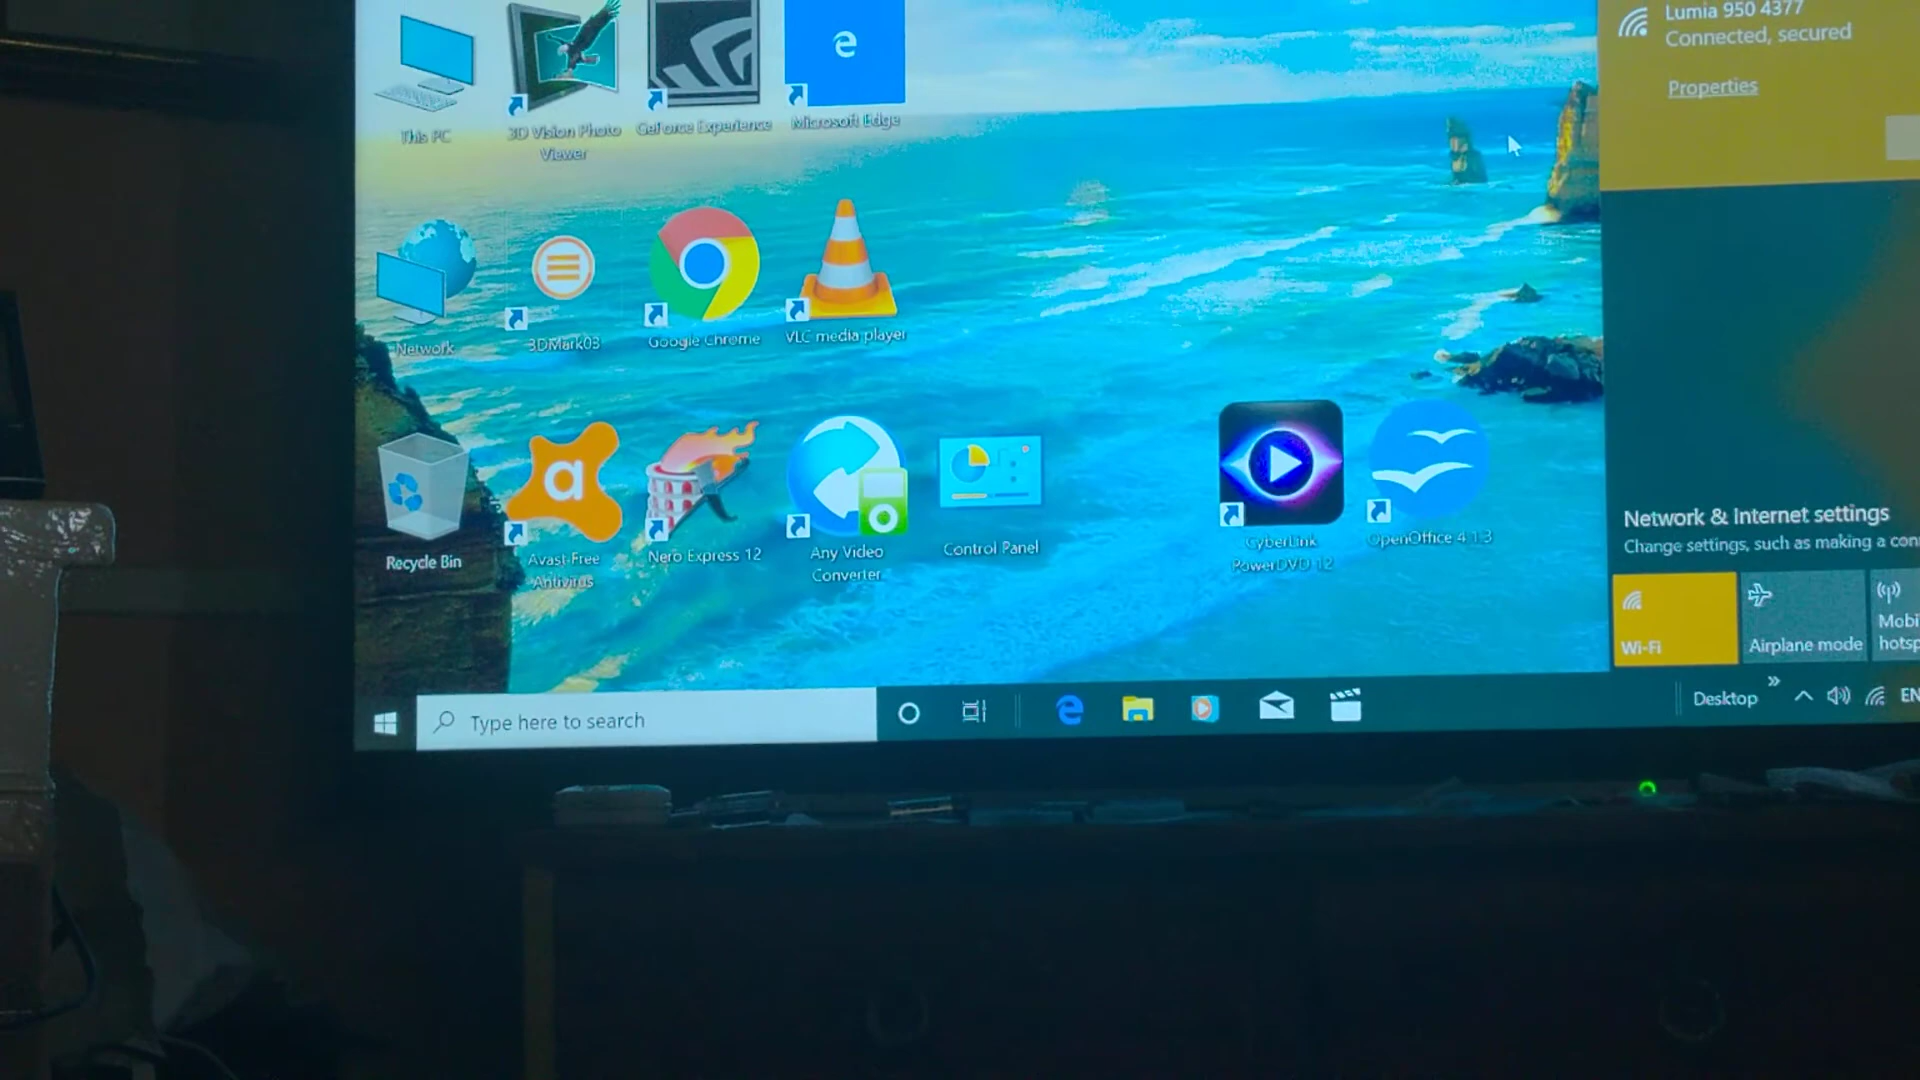 Lumia 950 4377
Connected, secured
Properties
This PC
3D Vision Photo
Viewer
GeForce Experience
Microsoft Edge
Network
3DMark03
Google Chrome
VLC media player
a
Recycle Bin
Avast Free
Antivirus
Nero Express 12
Any Video
Converter
Control Panel
CyberLink
PowerDVD 12
OpenOffice 4.1.3
Network & Internet settings
Change settings, such as making a con
Wi-Fi
Airplane mode
Mobi
hotsp
Type here to search
Desktop
EN